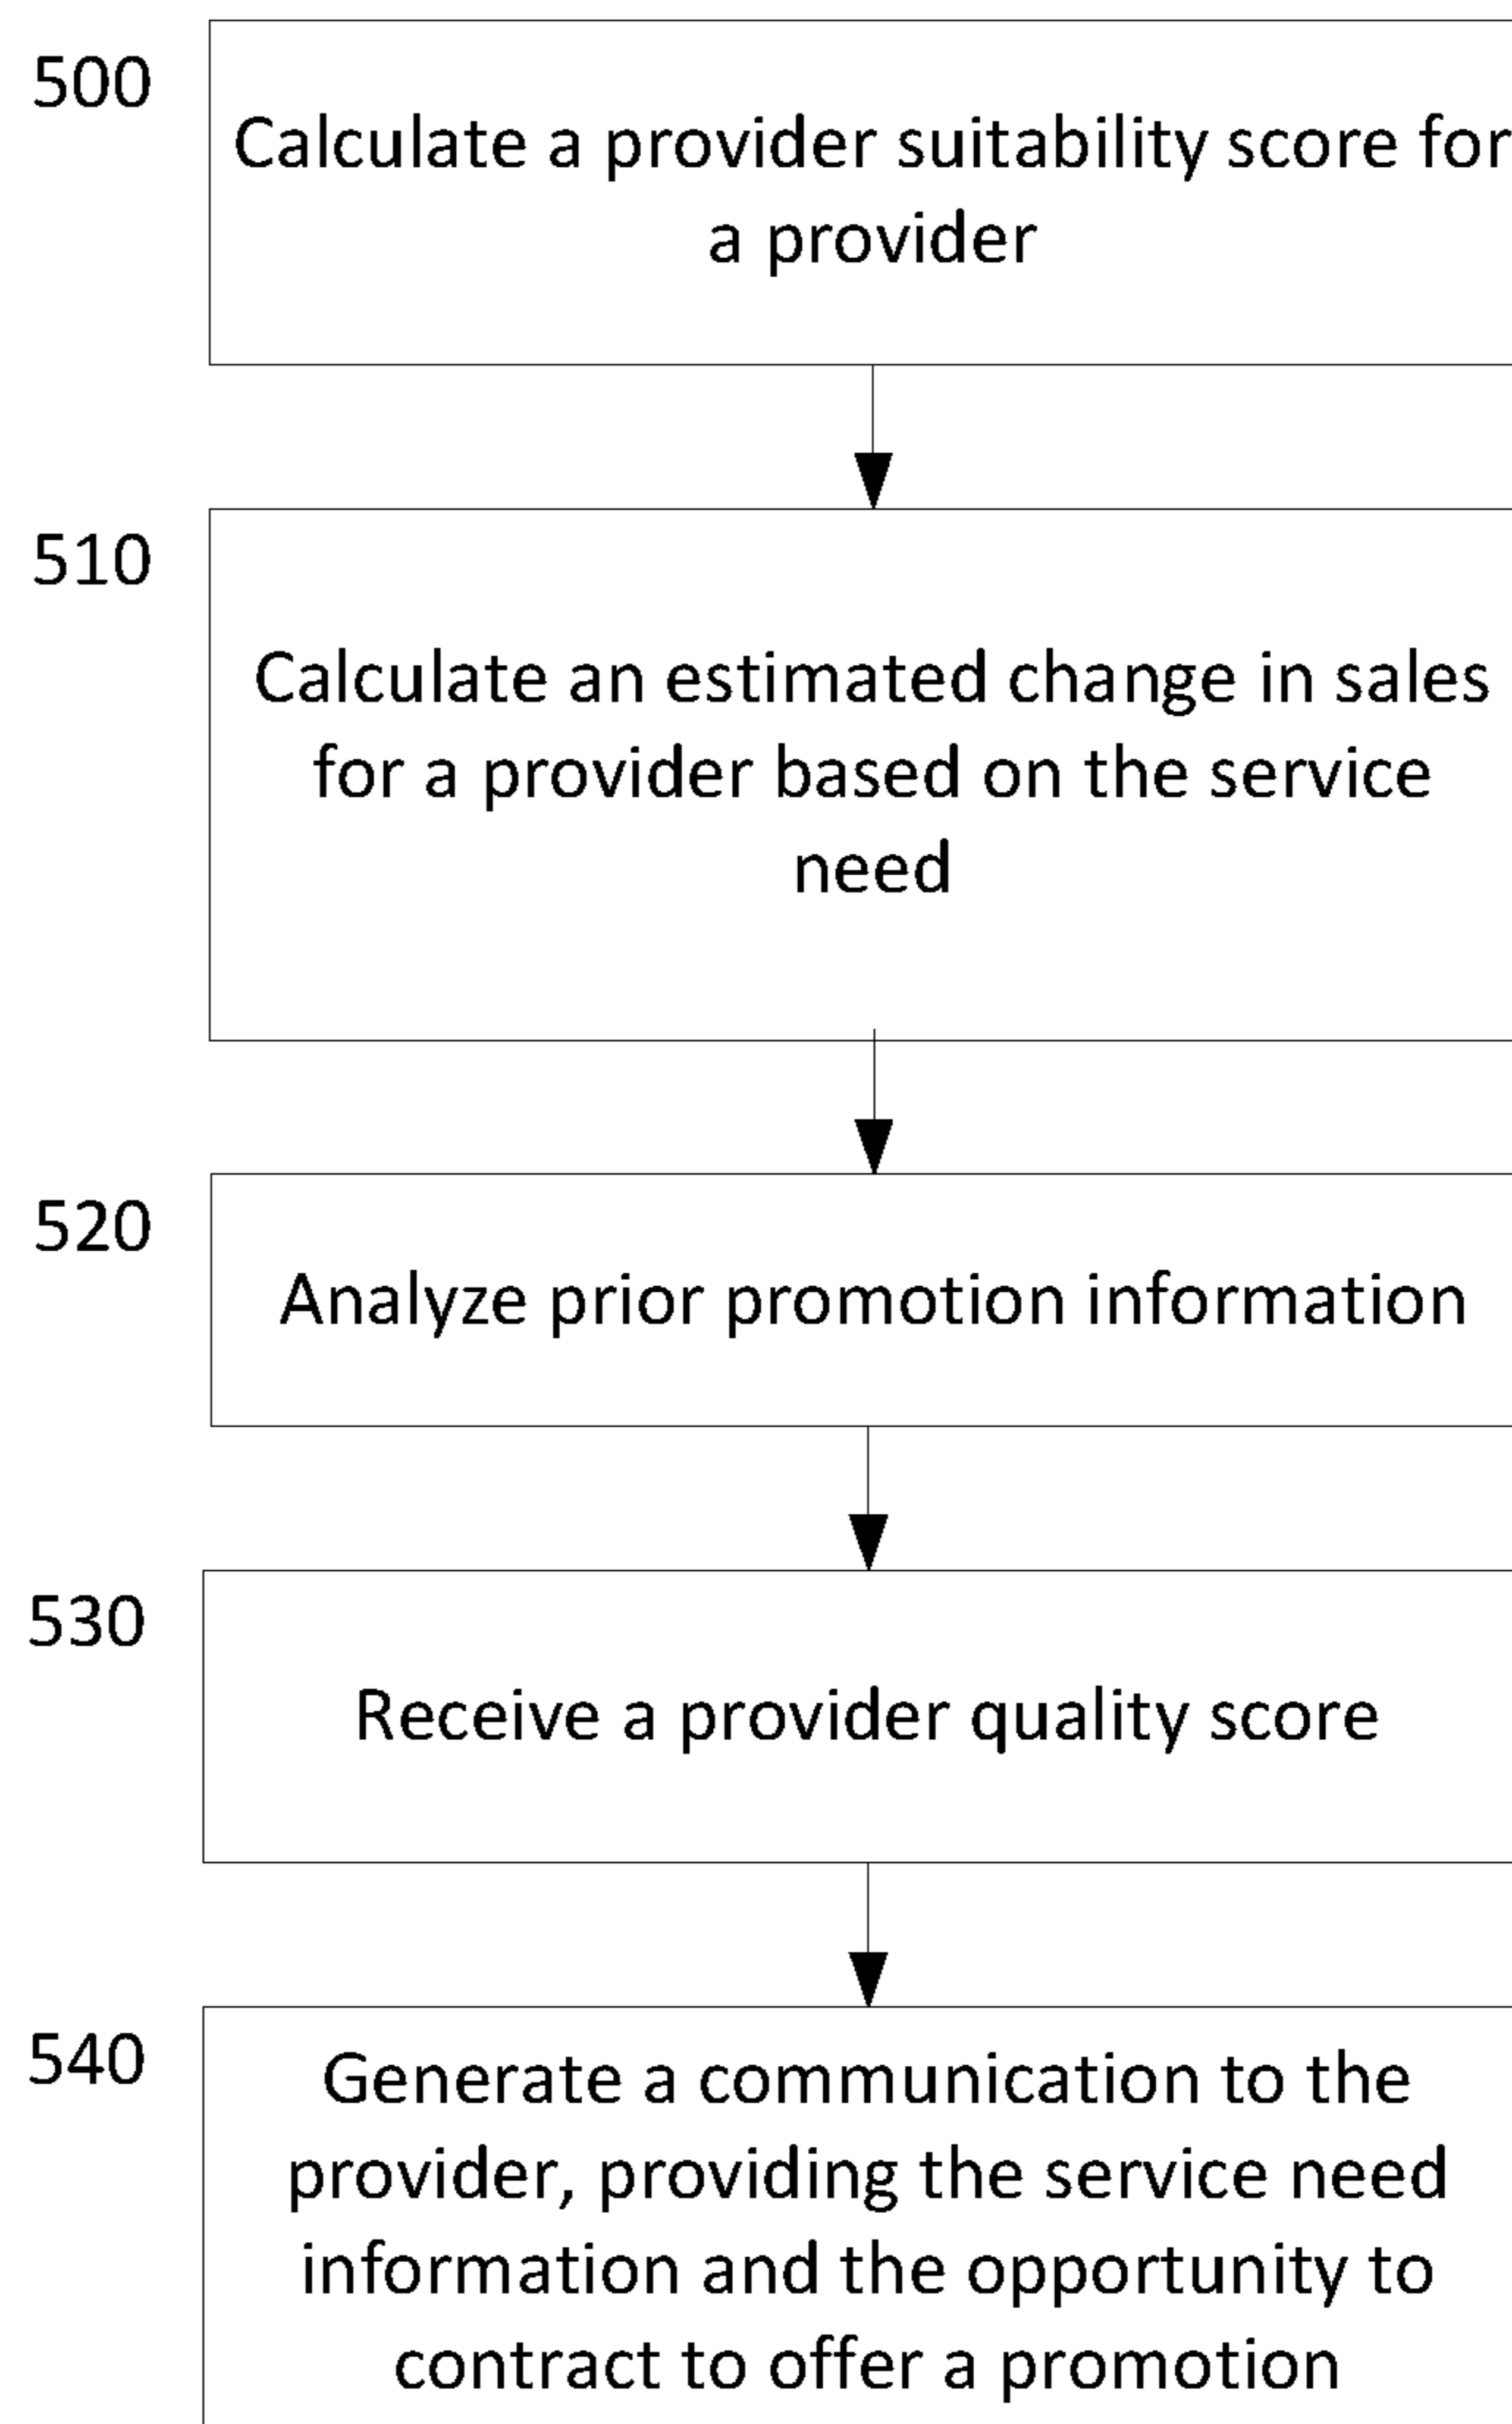 500
Calculate a provider suitability score for
a provider
510
Calculate an estimated change in sales
for a provider based on the service
need
520
Analyze prior promotion information
530
Receive a provider quality score
540
Generate a communication to the
provider, providing the service need
information and the opportunity to
contract to offer a promotion